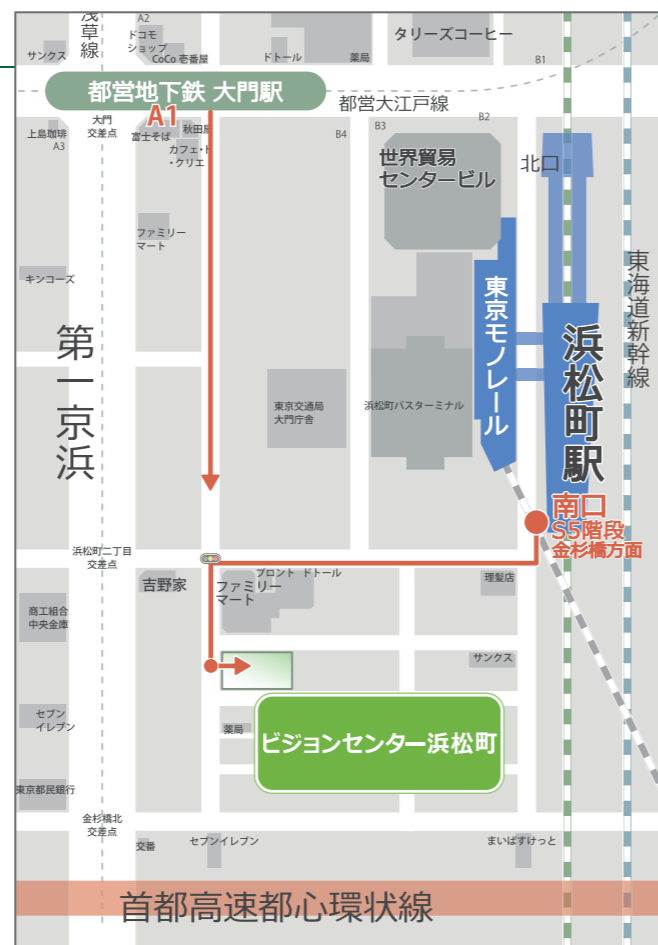 浅草線
A2
ドコモ
ショップ
CoCo 壱番屋
サンクス
ドトール
薬局
タリーズコーヒー
B1
都営地下鉄 大門駅
都営大江戸線
大門
交差点
A1
上島珈琲
A3
富士そば
秋田屋
カフェ・ド
・クリエ
B4
B3
B2
世界貿易
センタービル
北口
ファミリー
マート
キンコーズ
東海道新幹線
東京モノレール
浜松町駅
第一京浜
東京交通局
大門庁舎
浜松町バスターミナル
南口
S5階段
金杉橋方面
浜松町二丁目
交差点
吉野家
ファミリー
マート
プロント
ドトール
理髪店
商工組合
中央金庫
サンクス
セブン
イレブン
薬局
ビジョンセンター浜松町
東京都民銀行
金杉橋北
交差点
交番
セブンイレブン
まいばすけっと
首都高速都心環状線